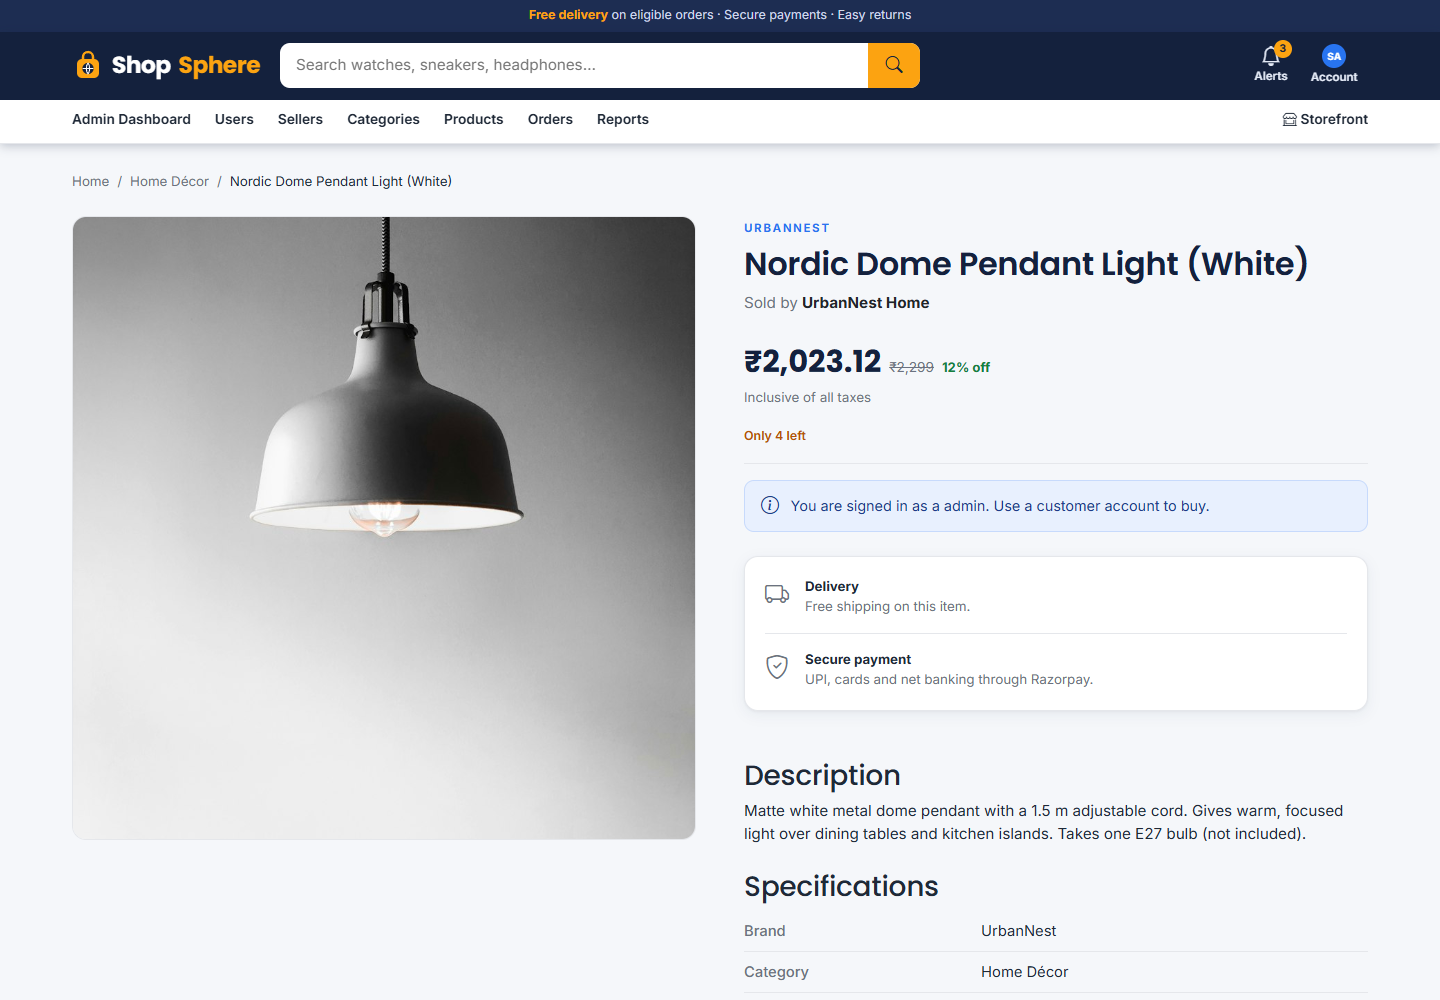 Free delivery on eligible orders · Secure payments · Easy returns
Shop Sphere
Search watches, sneakers, headphones...
3
Alerts
SA
Account
Admin Dashboard
Users
Sellers
Categories
Products
Orders
Reports
Storefront
Home / Home Décor / Nordic Dome Pendant Light (White)
URBANNEST
Nordic Dome Pendant Light (White)
Sold by UrbanNest Home
₹2,023.12 ₹2,299 12% off
Inclusive of all taxes
Only 4 left
You are signed in as a admin. Use a customer account to buy.
Delivery
Free shipping on this item.
Secure payment
UPI, cards and net banking through Razorpay.
Description
Matte white metal dome pendant with a 1.5 m adjustable cord. Gives warm, focused
light over dining tables and kitchen islands. Takes one E27 bulb (not included).
Specifications
Brand UrbanNest
Category Home Décor